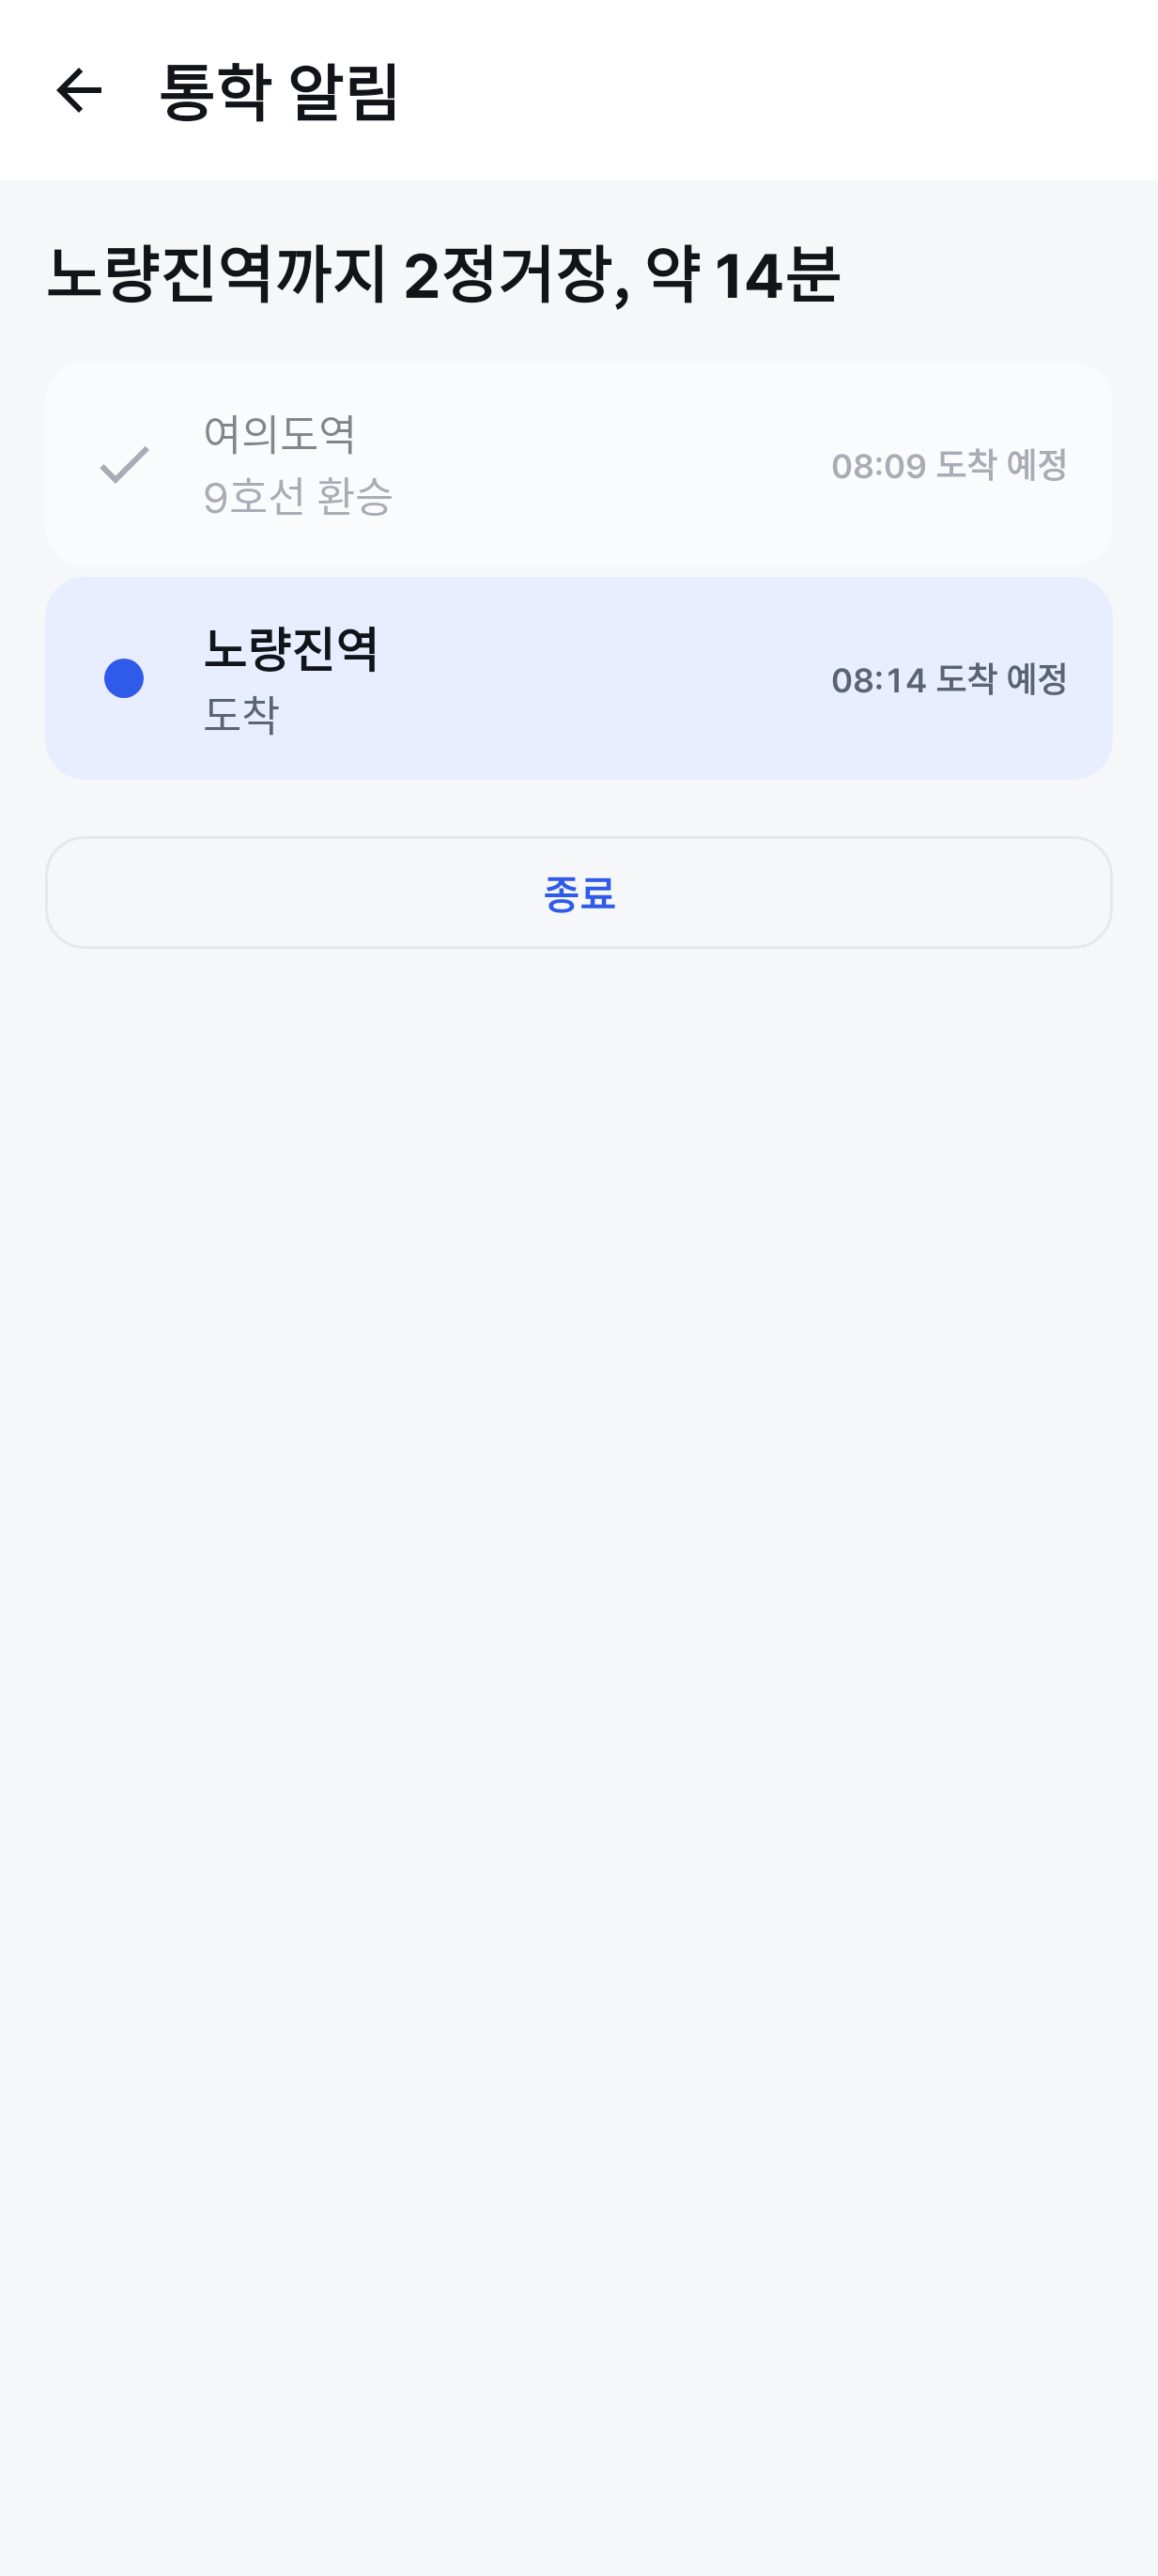 통학 알림
노량진역까지 2정거장, 약 14분
여의도역
9호선 환승
08:09 도착 예정
노량진역
도착
08:14 도착 예정
종료